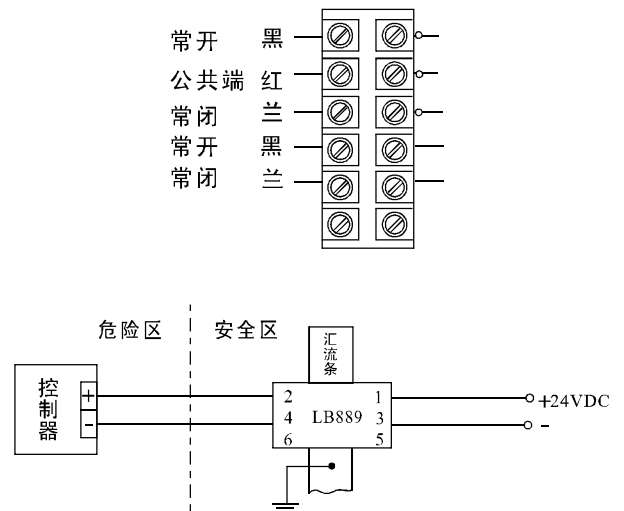 常开 黑
公共端 红
常闭 兰
常开 黑
常闭 兰
危险区 安全区
汇流条
控制器
+
-
2 1
4 LB889 3
6 5
+24VDC
-